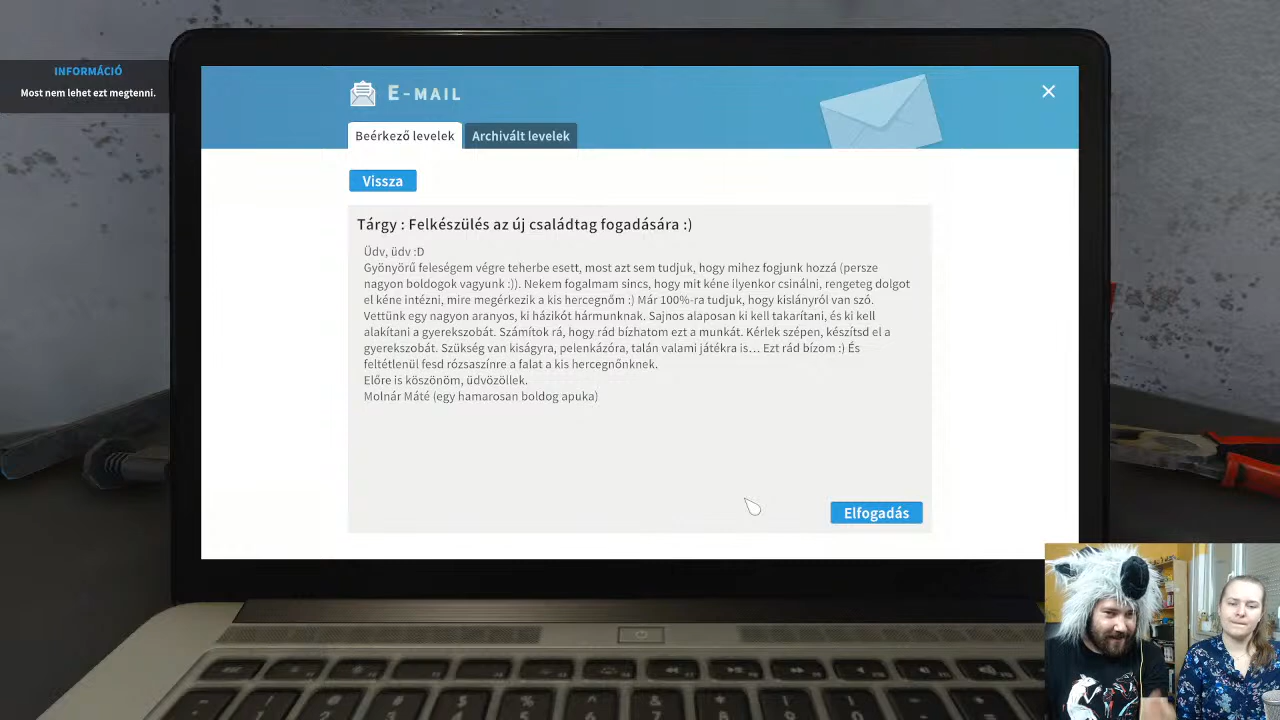 INFORMÁCIÓ
Most nem lehet ezt megtenni.
E-MAIL
Beérkező levelek
Archivált levelek
Vissza
Tárgy : Felkészülés az új családtag fogadására :)
Üdv, üdv :D
Gyönyörű feleségem végre teherbe esett, most azt sem tudjuk, hogy mihez fogjunk hozzá (persze
nagyon boldogok vagyunk :)). Nekem fogalmam sincs, hogy mit kéne ilyenkor csinálni, rengeteg dolgot
el kéne intézni, mire megérkezik a kis hercegnőm :) Már 100%-ra tudjuk, hogy kislányról van szó.
Vettünk egy nagyon aranyos, ki házikót hármunknak. Sajnos alaposan ki kell takarítani, és ki kell
alakítani a gyerekszobát. Számítok rá, hogy rád bízhatom ezt a munkát. Kérlek szépen, készítsd el a
gyerekszobát. Szükség van kiságyra, pelenkázóra, talán valami játékra is... Ezt rád bízom :) És
feltétlenül fesd rózsaszínre a falat a kis hercegnőnknek.
Előre is köszönöm, üdvözöllek.
Molnár Máté (egy hamarosan boldog apuka)
Elfogadás